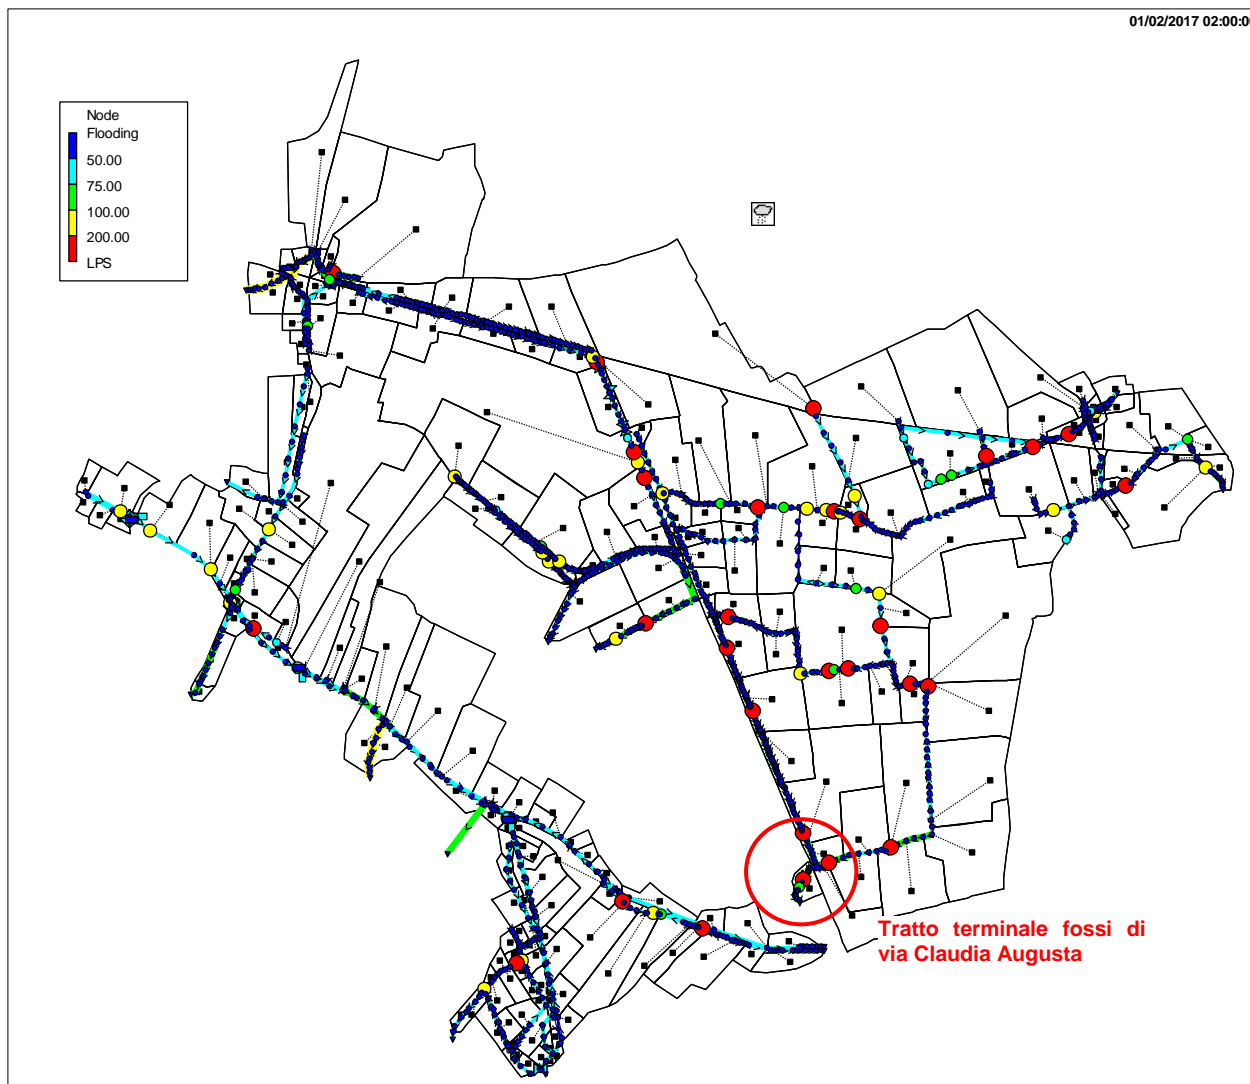 01/02/2017 02:00:0
Node
Flooding
50.00
75.00
100.00
200.00
LPS
Tratto terminale fossi di
via Claudia Augusta